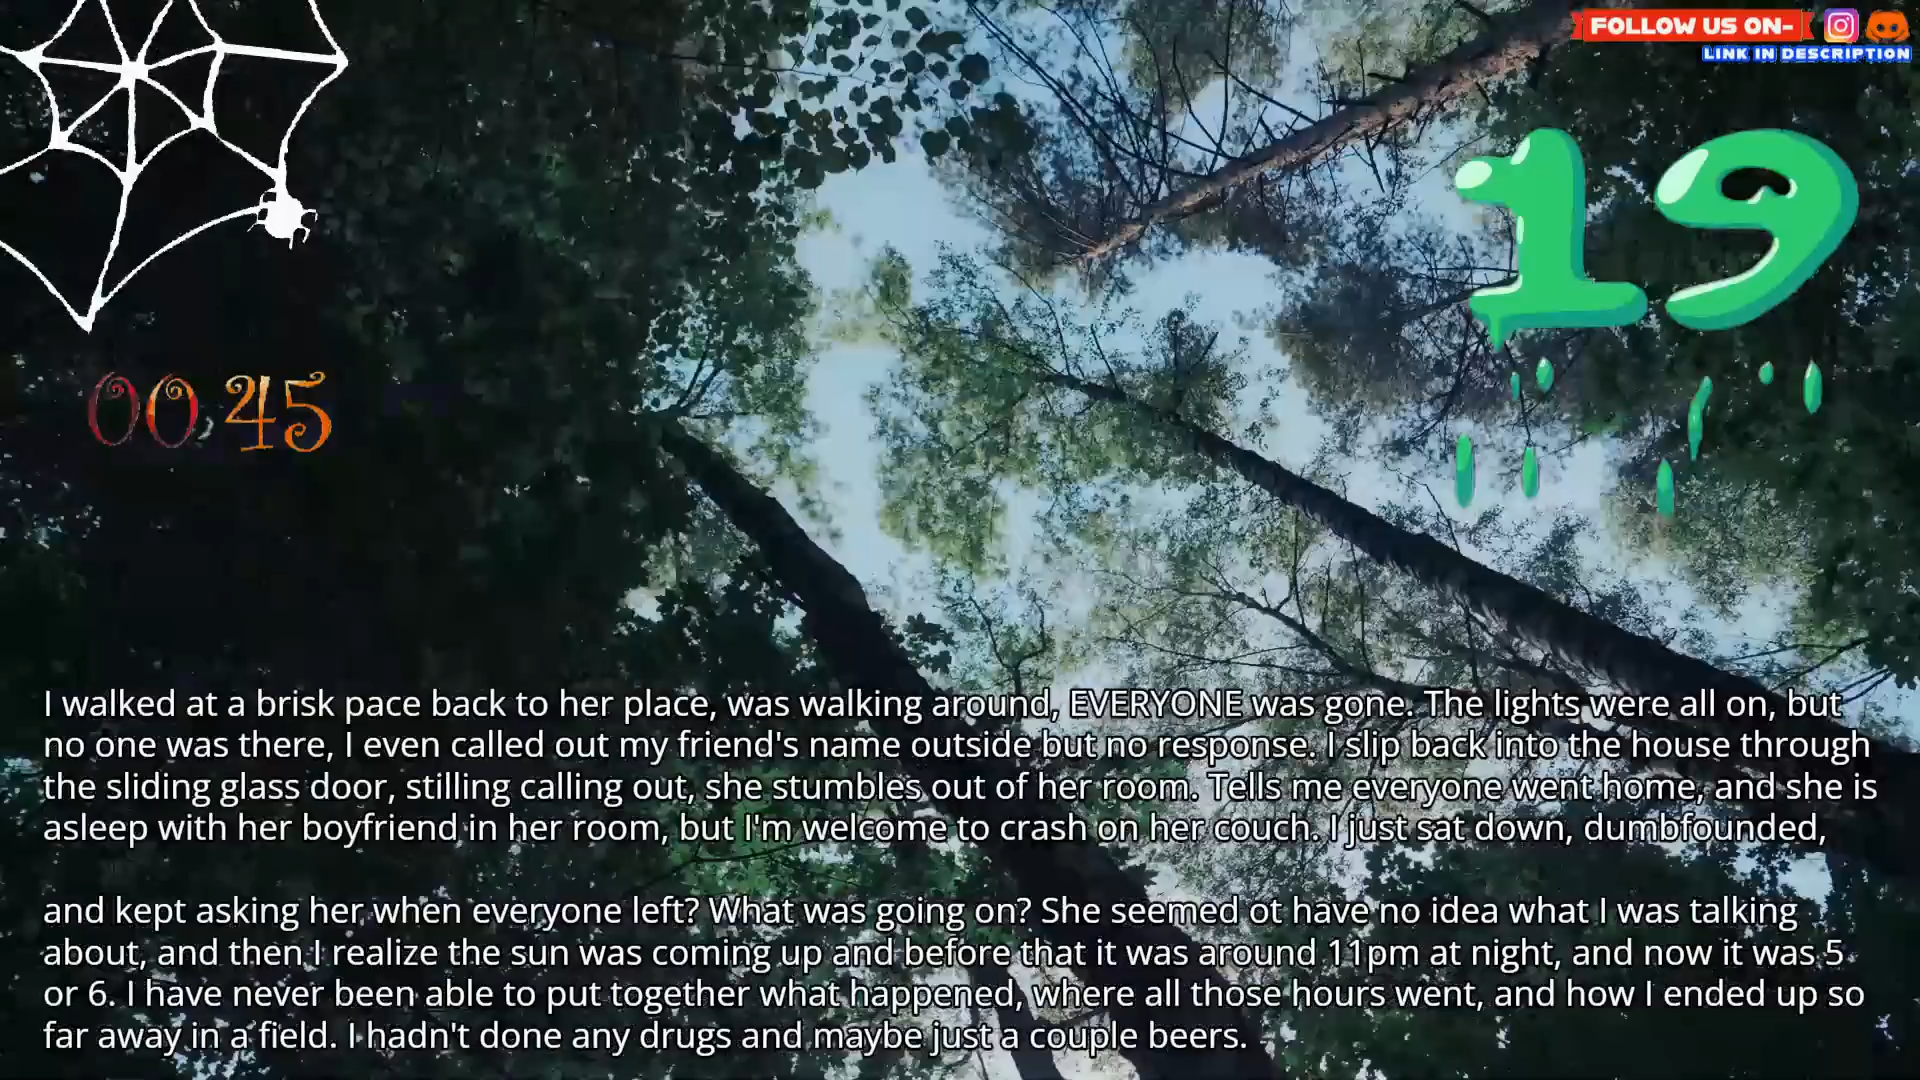 FOLLOW US ON-
LINK IN DESCRIPTION
19
00:45
I walked at a brisk pace back to her place, was walking around, EVERYONE was gone. The lights were all on, but
no one was there, I even called out my friend's name outside but no response. I slip back into the house through
the sliding glass door, stilling calling out, she stumbles out of her room. Tells me everyone went home, and she is
asleep with her boyfriend in her room, but I'm welcome to crash on her couch. I just sat down, dumbfounded,
and kept asking her when everyone left? What was going on? She seemed ot have no idea what I was talking
about, and then I realize the sun was coming up and before that it was around 11pm at night, and now it was 5
or 6. I have never been able to put together what happened, where all those hours went, and how I ended up so
far away in a field. I hadn't done any drugs and maybe just a couple beers.